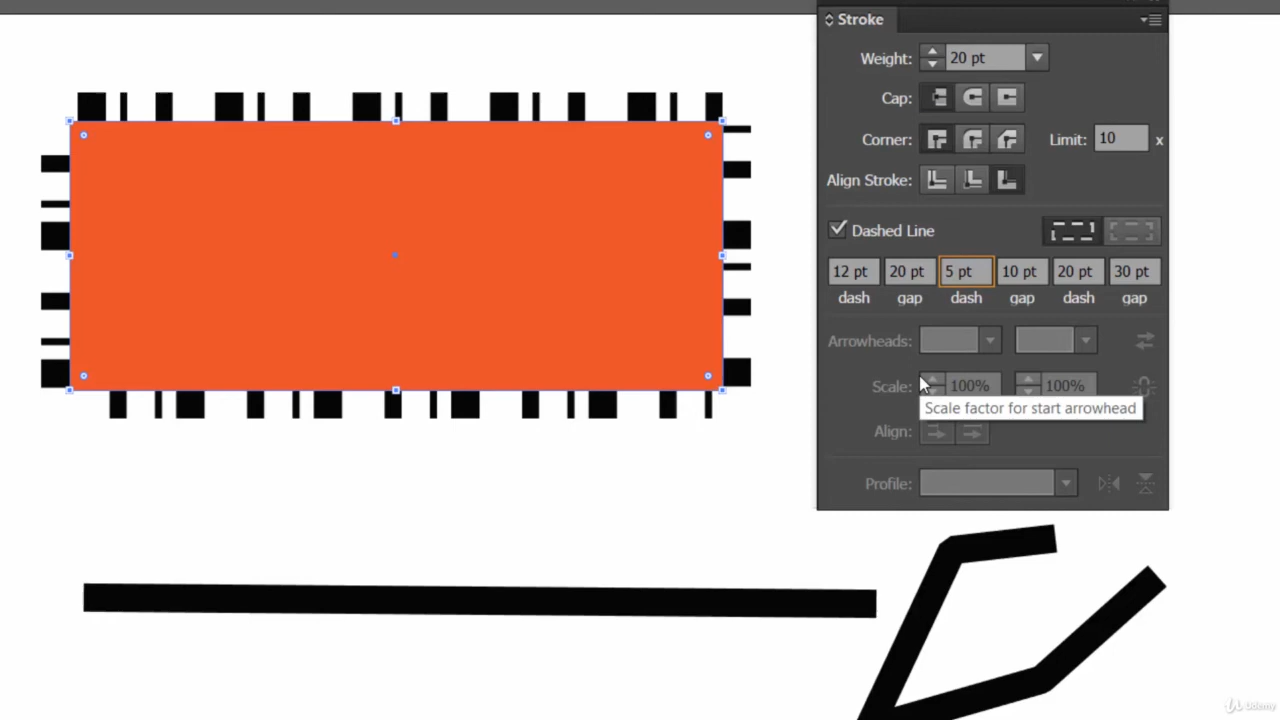 Stroke
Weight: 20 pt
Cap:
Corner: Limit: 10 x
Align Stroke:
Dashed Line
12 pt 20 pt 5 pt 10 pt 20 pt 30 pt
dash gap dash gap dash gap
Arrowheads:
Scale: 100% 100%
Scale factor for start arrowhead
Align:
Profile:
Udemy